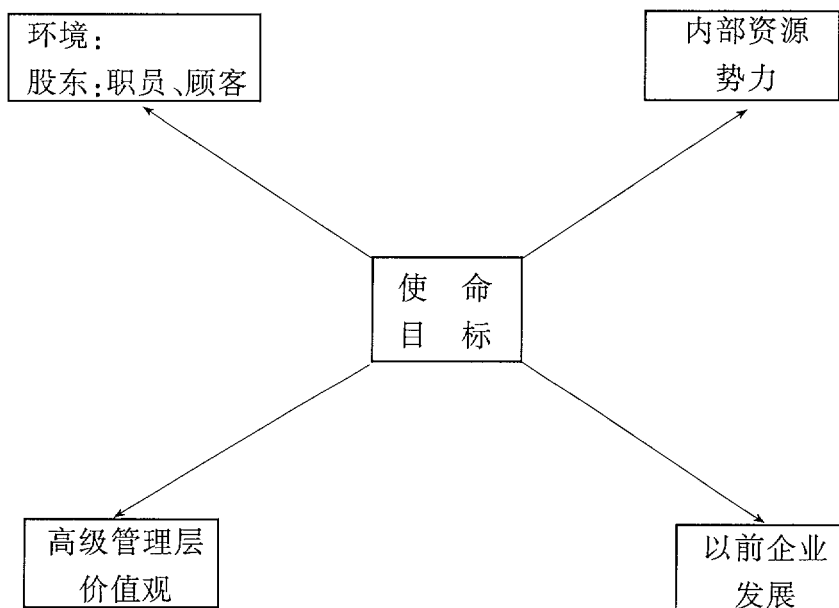 环境：
股东：职员、顾客
内部资源
势力
使 命
目 标
高级管理层
价值观
以前企业
发展